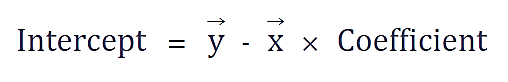 Intercept = y⃗ - x⃗ × Coefficient